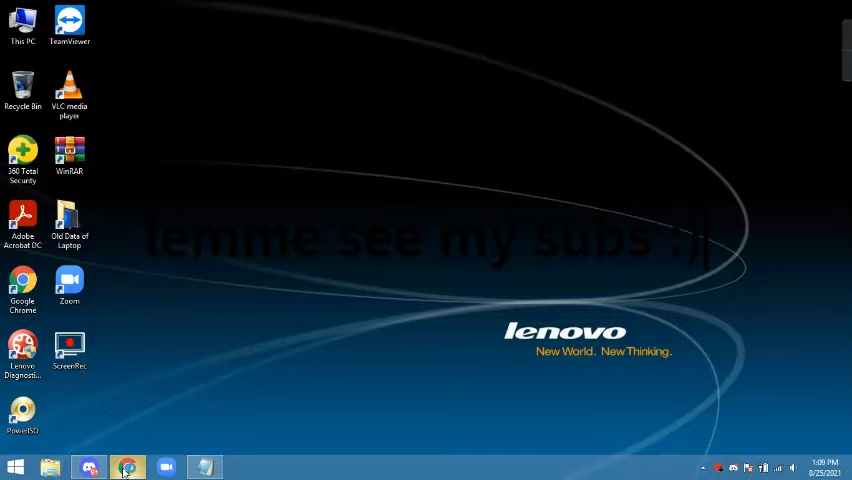 This PC
TeamViewer
Recycle Bin
VLC media
player
360 Total
Security
WinRAR
Adobe
Acrobat DC
Old Data of
Laptop
lemme see my subs :)
Google
Chrome
Zoom
lenovo
New World. New Thinking.
Lenovo
Diagnosti...
ScreenRec
PowerISO
1:09 PM
8/25/2021